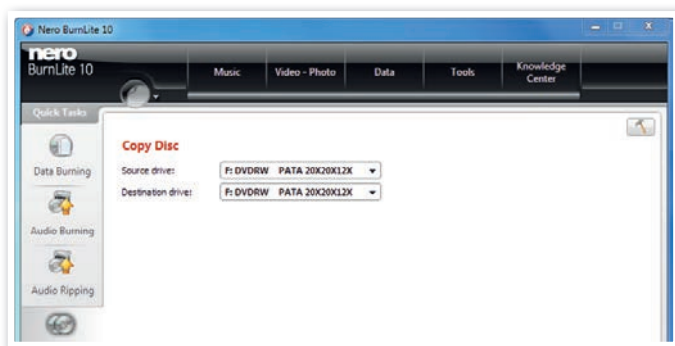 Nero BurnLite 10
nero
BurnLite 10
Music
Video - Photo
Data
Tools
Knowledge
Center
Quick Tasks
Copy Disc
Source drive: F: DVDRW PATA 20X20X12X
Destination drive: F: DVDRW PATA 20X20X12X
Data Burning
Audio Burning
Audio Ripping